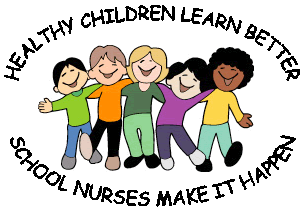 HEALTHY CHILDREN LEARN BETTER
SCHOOL NURSES MAKE IT HAPPEN